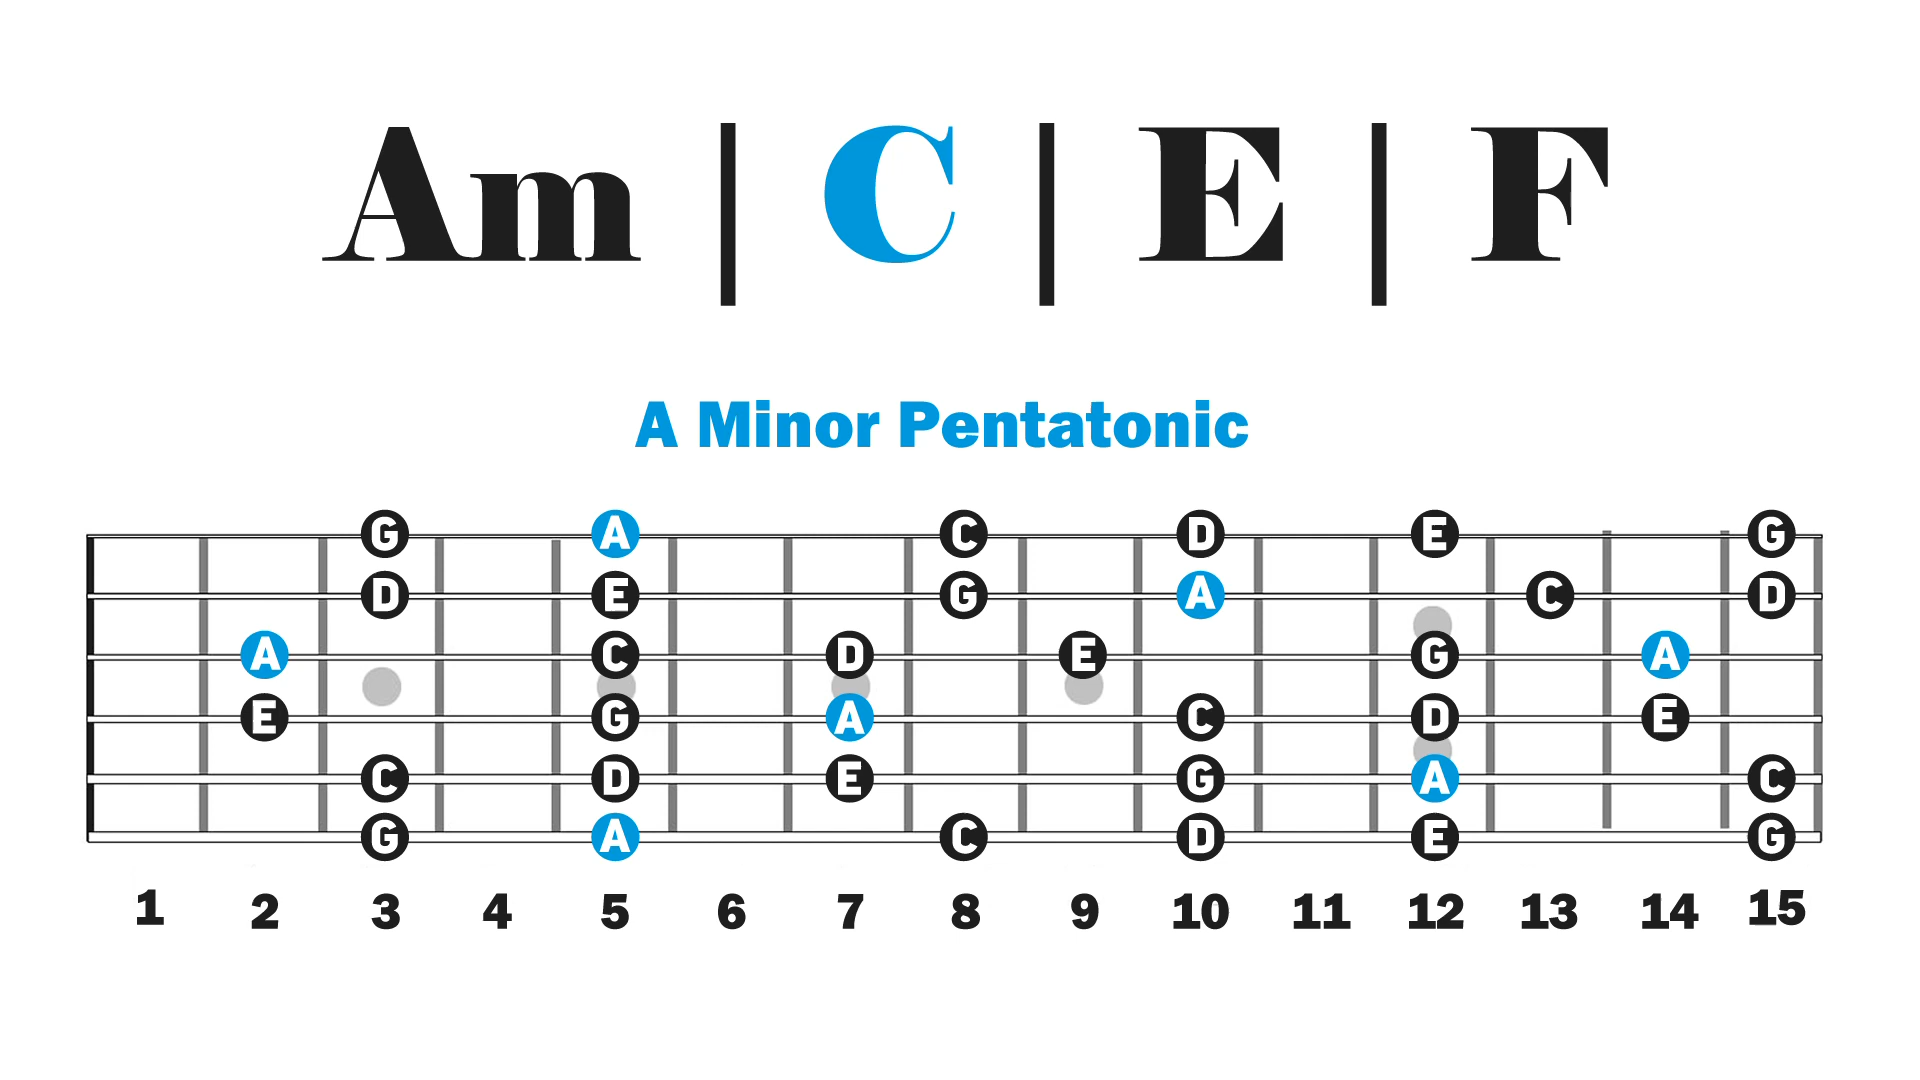 Am | C | E | F
A Minor Pentatonic
G A C D E G
D E G A C D
A C D E G A
E G A C D E
C D E G A C
G A C D E G
1 2 3 4 5 6 7 8 9 10 11 12 13 14 15